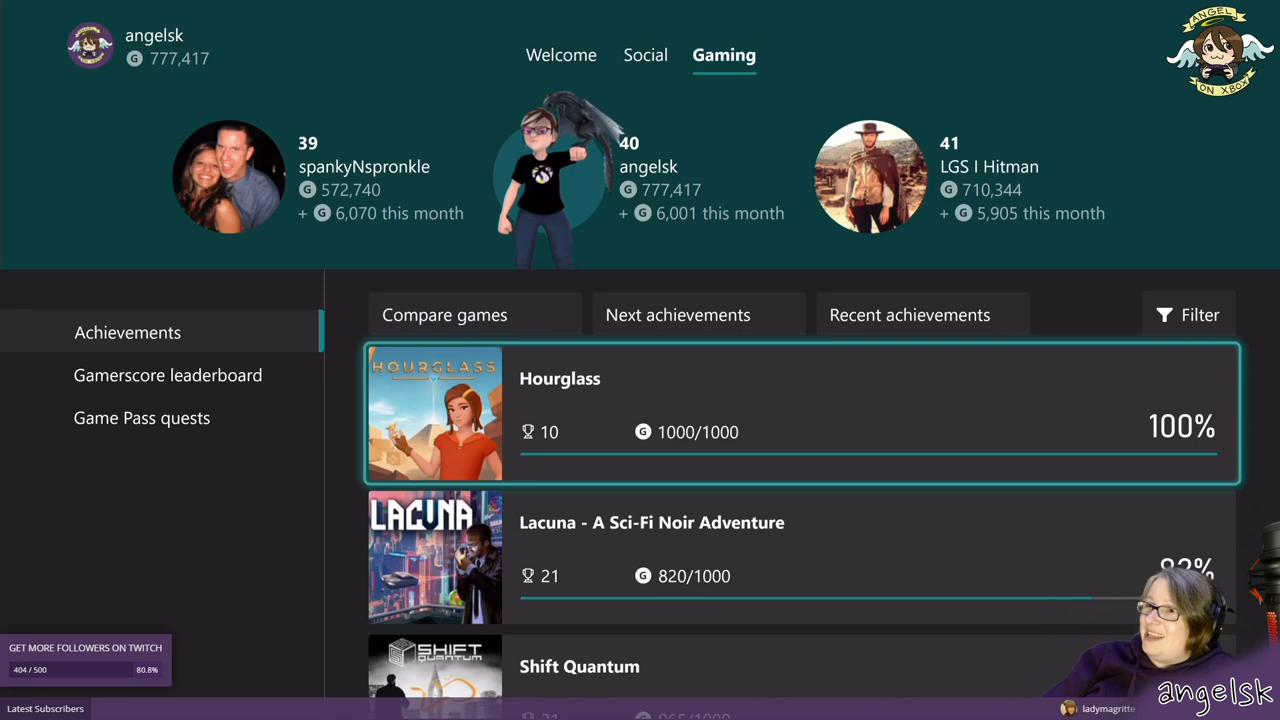 angelsk
G 777,417
Welcome Social Gaming
ANGEL
ON XBOX
39
spankyNspronkle
G 572,740
+ G 6,070 this month
40
angelsk
G 777,417
+ G 6,001 this month
41
LGS I Hitman
G 710,344
+ G 5,905 this month
Achievements
Gamerscore leaderboard
Game Pass quests
Compare games
Next achievements
Recent achievements
Filter
HOURGLASS
Hourglass
10
G 1000/1000
100%
LACUNA
Lacuna - A Sci-Fi Noir Adventure
21
G 820/1000
82%
SHIFT
QUANTUM
Shift Quantum
GET MORE FOLLOWERS ON TWITCH
404 / 500
80.8%
Latest Subscribers
ladymagritte
angelsk